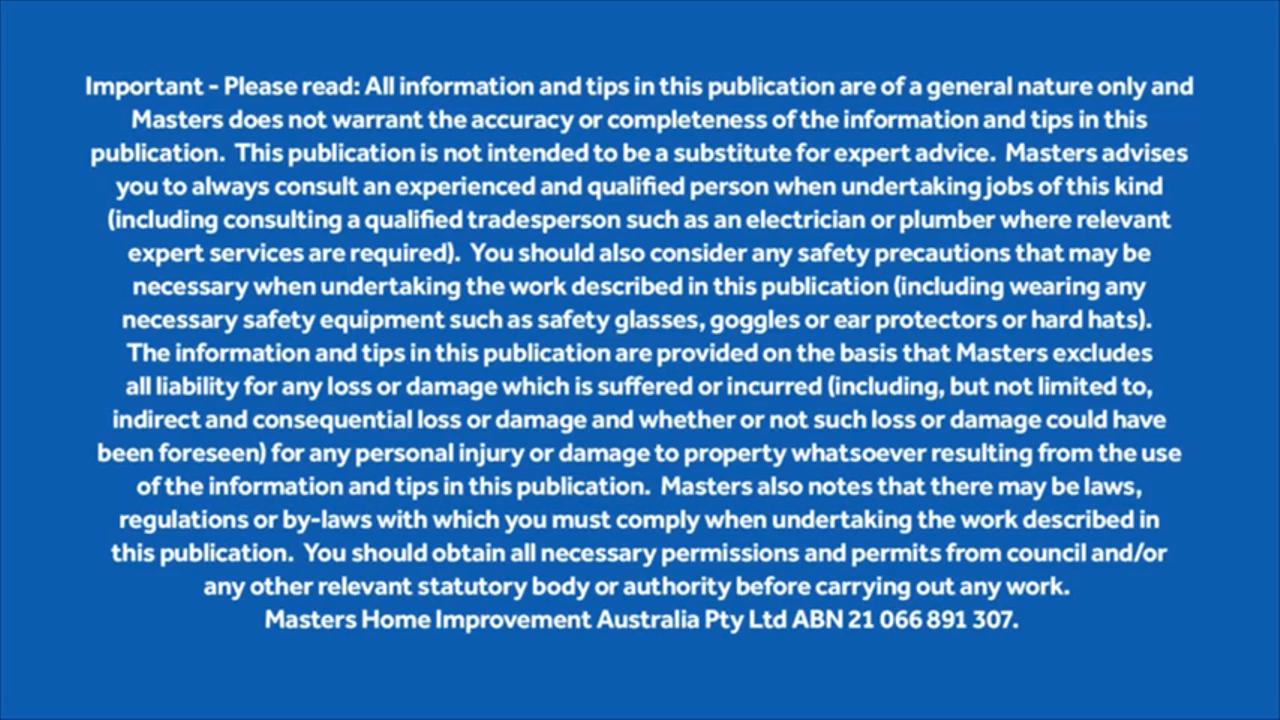 Important - Please read: All information and tips in this publication are of a general nature only and
Masters does not warrant the accuracy or completeness of the information and tips in this
publication.  This publication is not intended to be a substitute for expert advice.  Masters advises
you to always consult an experienced and qualified person when undertaking jobs of this kind
(including consulting a qualified tradesperson such as an electrician or plumber where relevant
expert services are required).  You should also consider any safety precautions that may be
necessary when undertaking the work described in this publication (including wearing any
necessary safety equipment such as safety glasses, goggles or ear protectors or hard hats).
The information and tips in this publication are provided on the basis that Masters excludes
all liability for any loss or damage which is suffered or incurred (including, but not limited to,
indirect and consequential loss or damage and whether or not such loss or damage could have
been foreseen) for any personal injury or damage to property whatsoever resulting from the use
of the information and tips in this publication.  Masters also notes that there may be laws,
regulations or by-laws with which you must comply when undertaking the work described in
this publication.  You should obtain all necessary permissions and permits from council and/or
any other relevant statutory body or authority before carrying out any work.
Masters Home Improvement Australia Pty Ltd ABN 21 066 891 307.